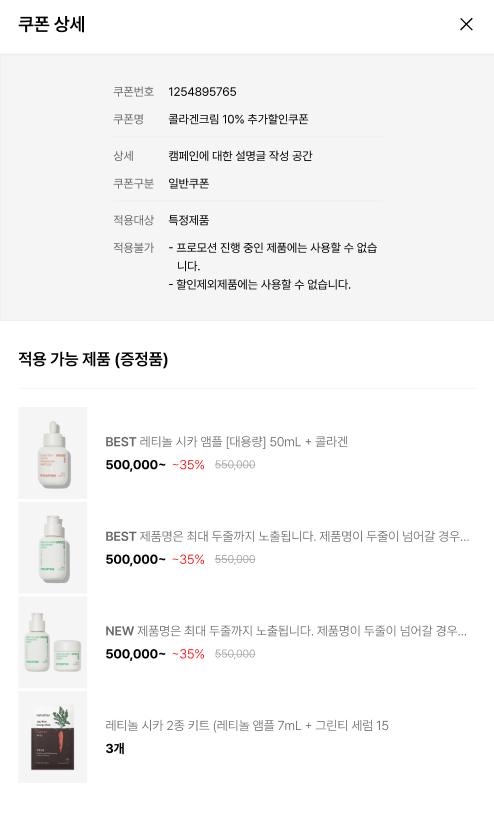 쿠폰 상세
쿠폰번호 1254895765
쿠폰명 콜라겐크림 10% 추가할인쿠폰
상세 캠페인에 대한 설명글 작성 공간
쿠폰구분 일반쿠폰
적용대상 특정제품
적용불가 - 프로모션 진행 중인 제품에는 사용할 수 없습
니다.
- 할인제외제품에는 사용할 수 없습니다.
적용 가능 제품 (증정품)
BEST 레티놀 시카 앰플 [대용량] 50mL + 콜라겐
500,000~ ~35% 550,000
BEST 제품명은 최대 두줄까지 노출됩니다. 제품명이 두줄이 넘어갈 경우...
500,000~ ~35% 550,000
NEW 제품명은 최대 두줄까지 노출됩니다. 제품명이 두줄이 넘어갈 경우...
500,000~ ~35% 550,000
레티놀 시카 2종 키트 (레티놀 앰플 7mL + 그린티 세럼 15
3개